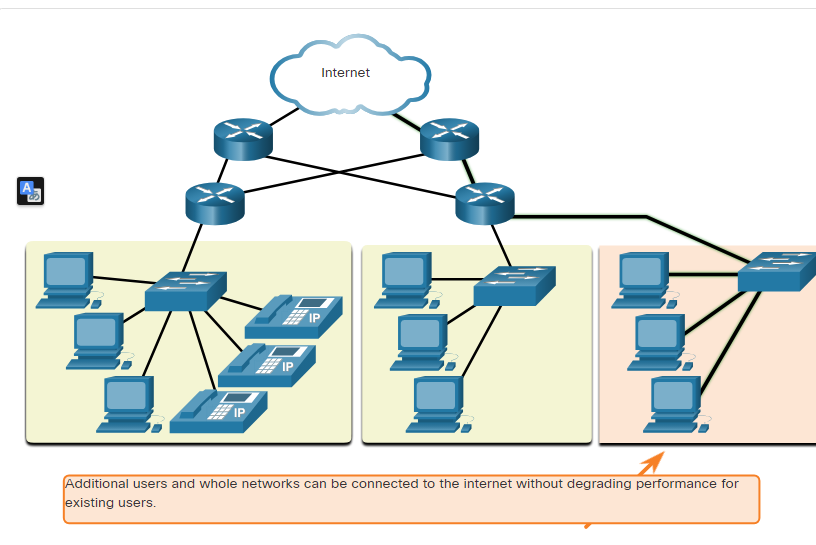 Internet
A
IP
IP
IP
Additional users and whole networks can be connected to the internet without degrading performance for
existing users.